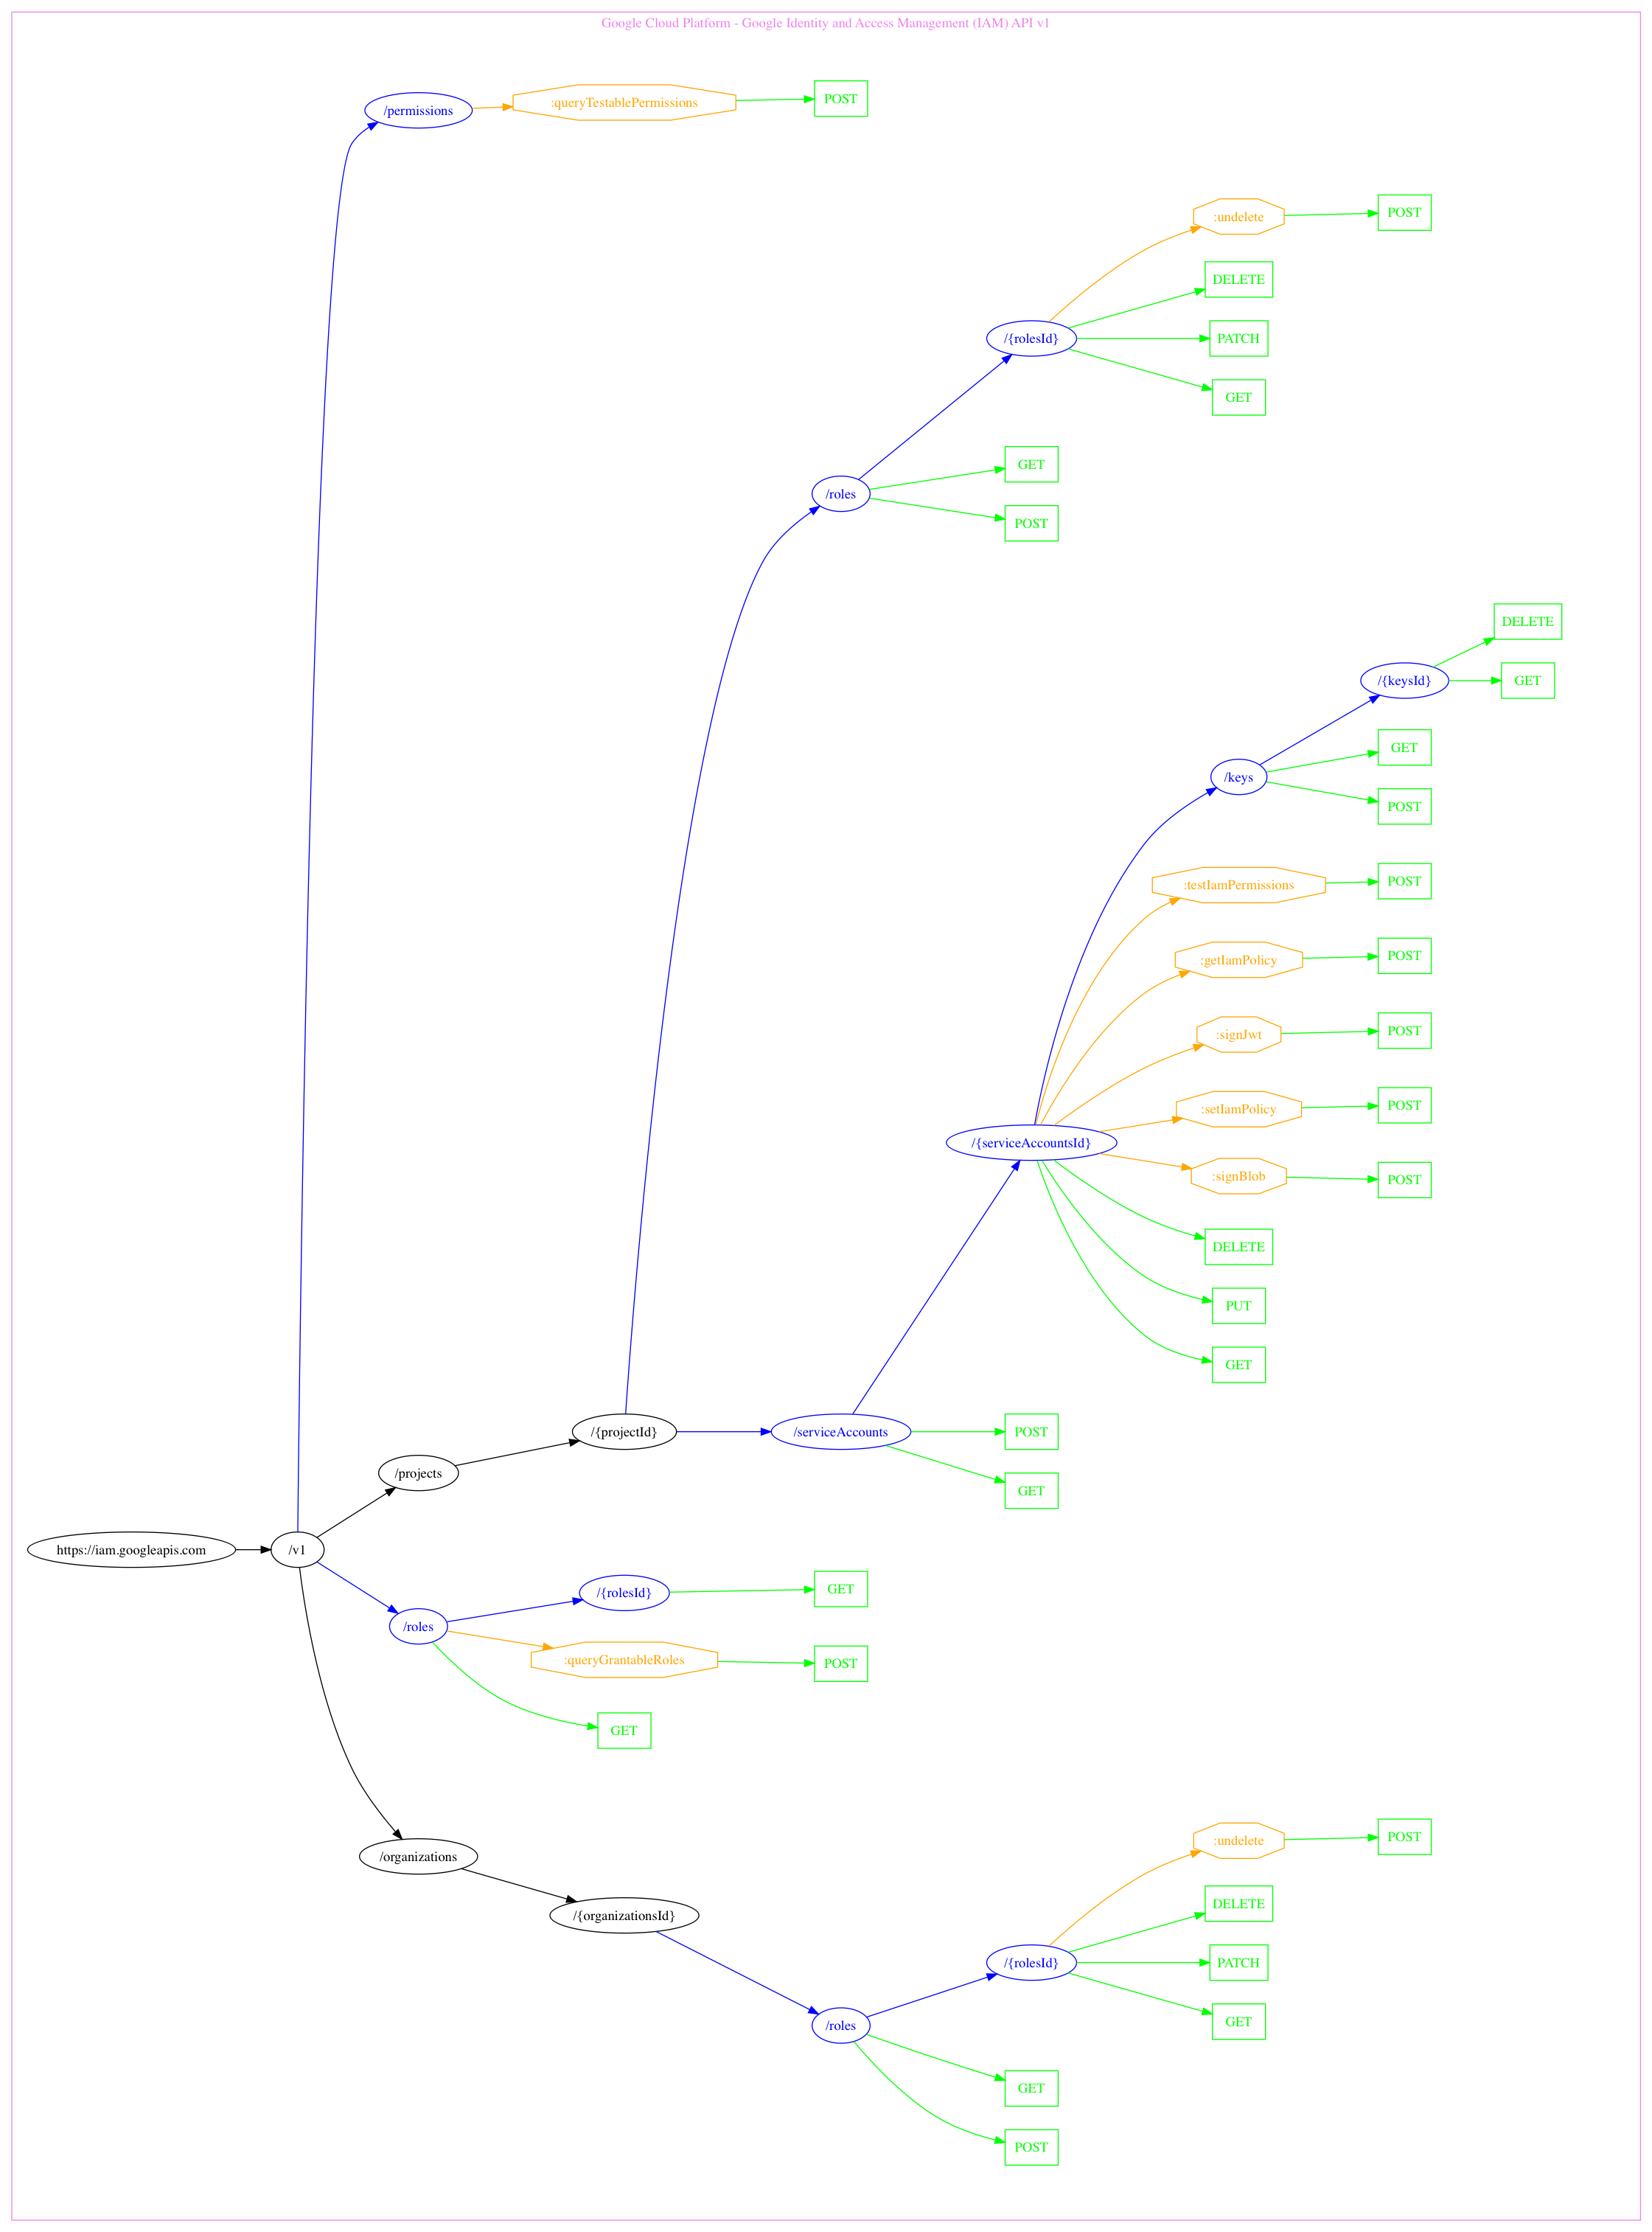 Google Cloud Platform - Google Identity and Access Management (IAM) API v1
/permissions
:queryTestablePermissions
POST
:undelete
POST
DELETE
/{rolesId}
PATCH
GET
GET
/roles
POST
DELETE
/{keysId}
GET
GET
/keys
POST
:testIamPermissions
POST
:getIamPolicy
POST
:signJwt
POST
:setIamPolicy
POST
/{serviceAccountsId}
:signBlob
POST
DELETE
PUT
GET
/{projectId}
/serviceAccounts
POST
/projects
GET
https://iam.googleapis.com
/v1
/{rolesId}
GET
/roles
:queryGrantableRoles
POST
GET
:undelete
POST
/organizations
DELETE
/{organizationsId}
/{rolesId}
PATCH
GET
/roles
GET
POST